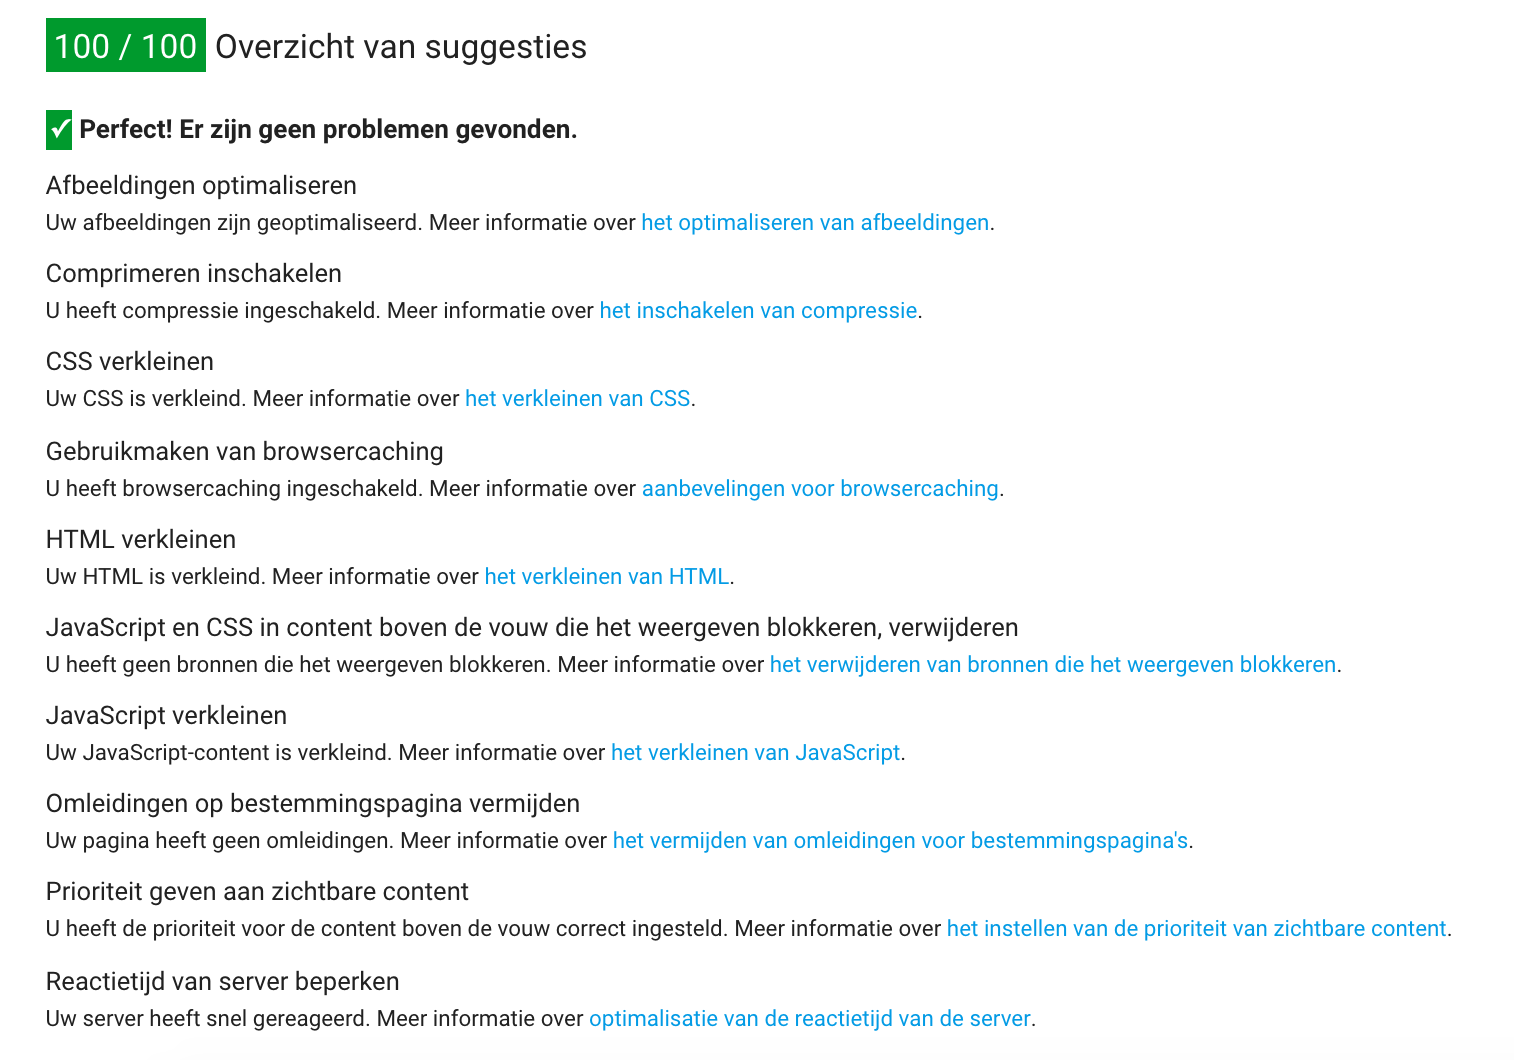 100 / 100 Overzicht van suggesties
✓ Perfect! Er zijn geen problemen gevonden.
Afbeeldingen optimaliseren
Uw afbeeldingen zijn geoptimaliseerd. Meer informatie over het optimaliseren van afbeeldingen.
Comprimeren inschakelen
U heeft compressie ingeschakeld. Meer informatie over het inschakelen van compressie.
CSS verkleinen
Uw CSS is verkleind. Meer informatie over het verkleinen van CSS.
Gebruikmaken van browsercaching
U heeft browsercaching ingeschakeld. Meer informatie over aanbevelingen voor browsercaching.
HTML verkleinen
Uw HTML is verkleind. Meer informatie over het verkleinen van HTML.
JavaScript en CSS in content boven de vouw die het weergeven blokkeren, verwijderen
U heeft geen bronnen die het weergeven blokkeren. Meer informatie over het verwijderen van bronnen die het weergeven blokkeren.
JavaScript verkleinen
Uw JavaScript-content is verkleind. Meer informatie over het verkleinen van JavaScript.
Omleidingen op bestemmingspagina vermijden
Uw pagina heeft geen omleidingen. Meer informatie over het vermijden van omleidingen voor bestemmingspagina's.
Prioriteit geven aan zichtbare content
U heeft de prioriteit voor de content boven de vouw correct ingesteld. Meer informatie over het instellen van de prioriteit van zichtbare content.
Reactietijd van server beperken
Uw server heeft snel gereageerd. Meer informatie over optimalisatie van de reactietijd van de server.